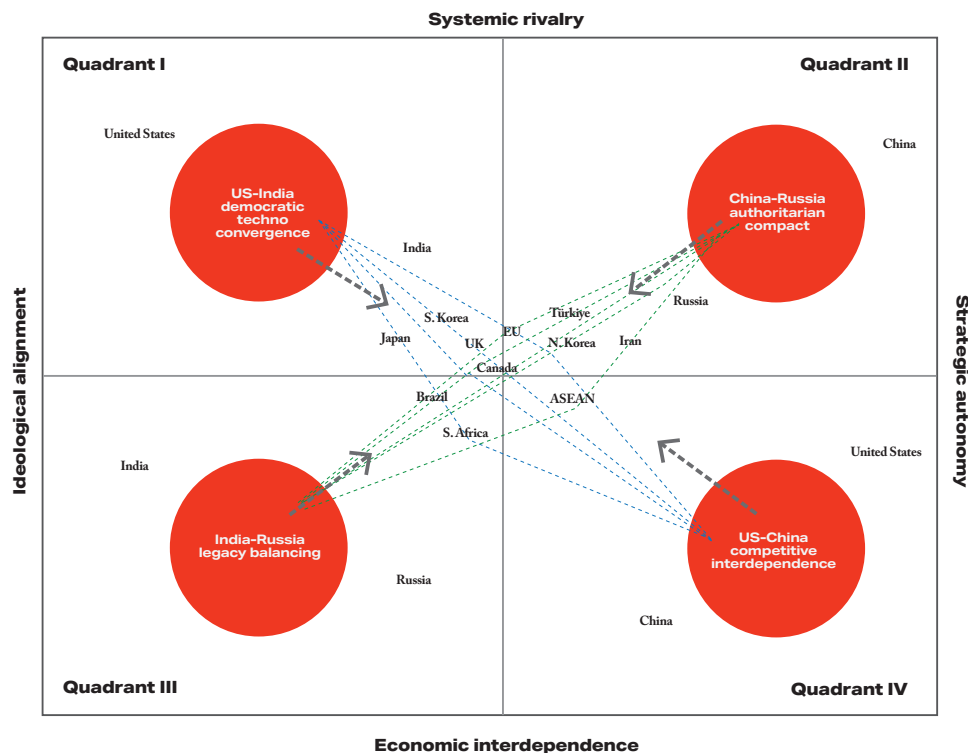 Systemic rivalry
Quadrant I
Quadrant II
United States
China
US-India
democratic
techno
convergence
China-Russia
authoritarian
compact
India
Russia
Türkiye
S. Korea
EU
Japan
UK
N. Korea
Iran
Canada
Ideological alignment
Strategic autonomy
Brazil
ASEAN
S. Africa
India
United States
India-Russia
legacy balancing
US-China
competitive
interdependence
Russia
China
Quadrant III
Quadrant IV
Economic interdependence